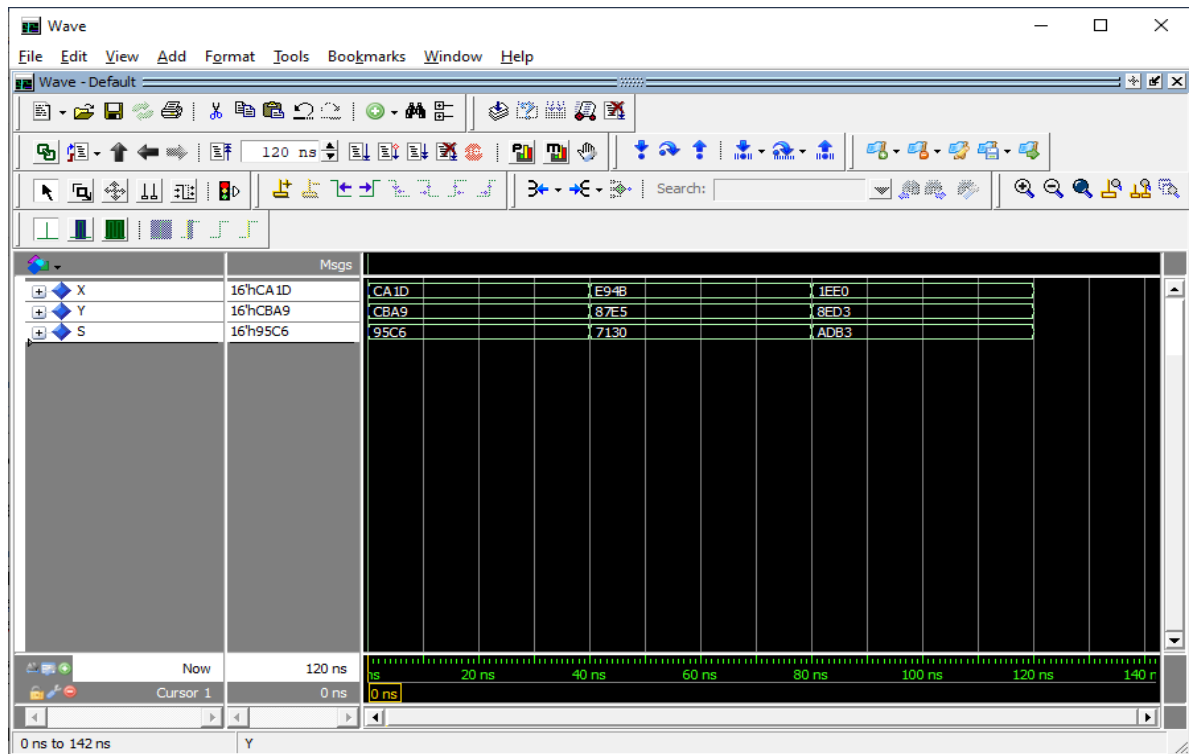 Wave
File Edit View Add Format Tools Bookmarks Window Help
Wave - Default
120 ns
Search:
Msgs
X 16'hCA1D CA1D E94B 1EE0
Y 16'hCBA9 CBA9 87E5 8ED3
S 16'h95C6 95C6 7130 ADB3
Now 120 ns ns 20 ns 40 ns 60 ns 80 ns 100 ns 120 ns 140 n
Cursor 1 0 ns 0 ns
0 ns to 142 ns Y